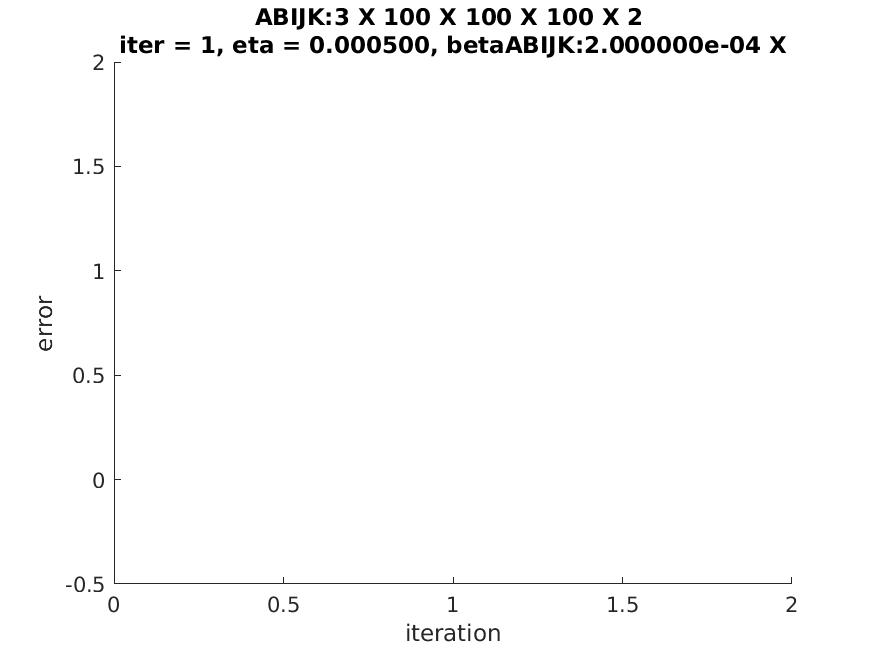 ABIJK:3 X 100 X 100 X 100 X 2
iter = 1, eta = 0.000500, betaABIJK:2.000000e-04 X
2
1.5
1
0.5
0
-0.5
error
0 0.5 1 1.5 2
iteration